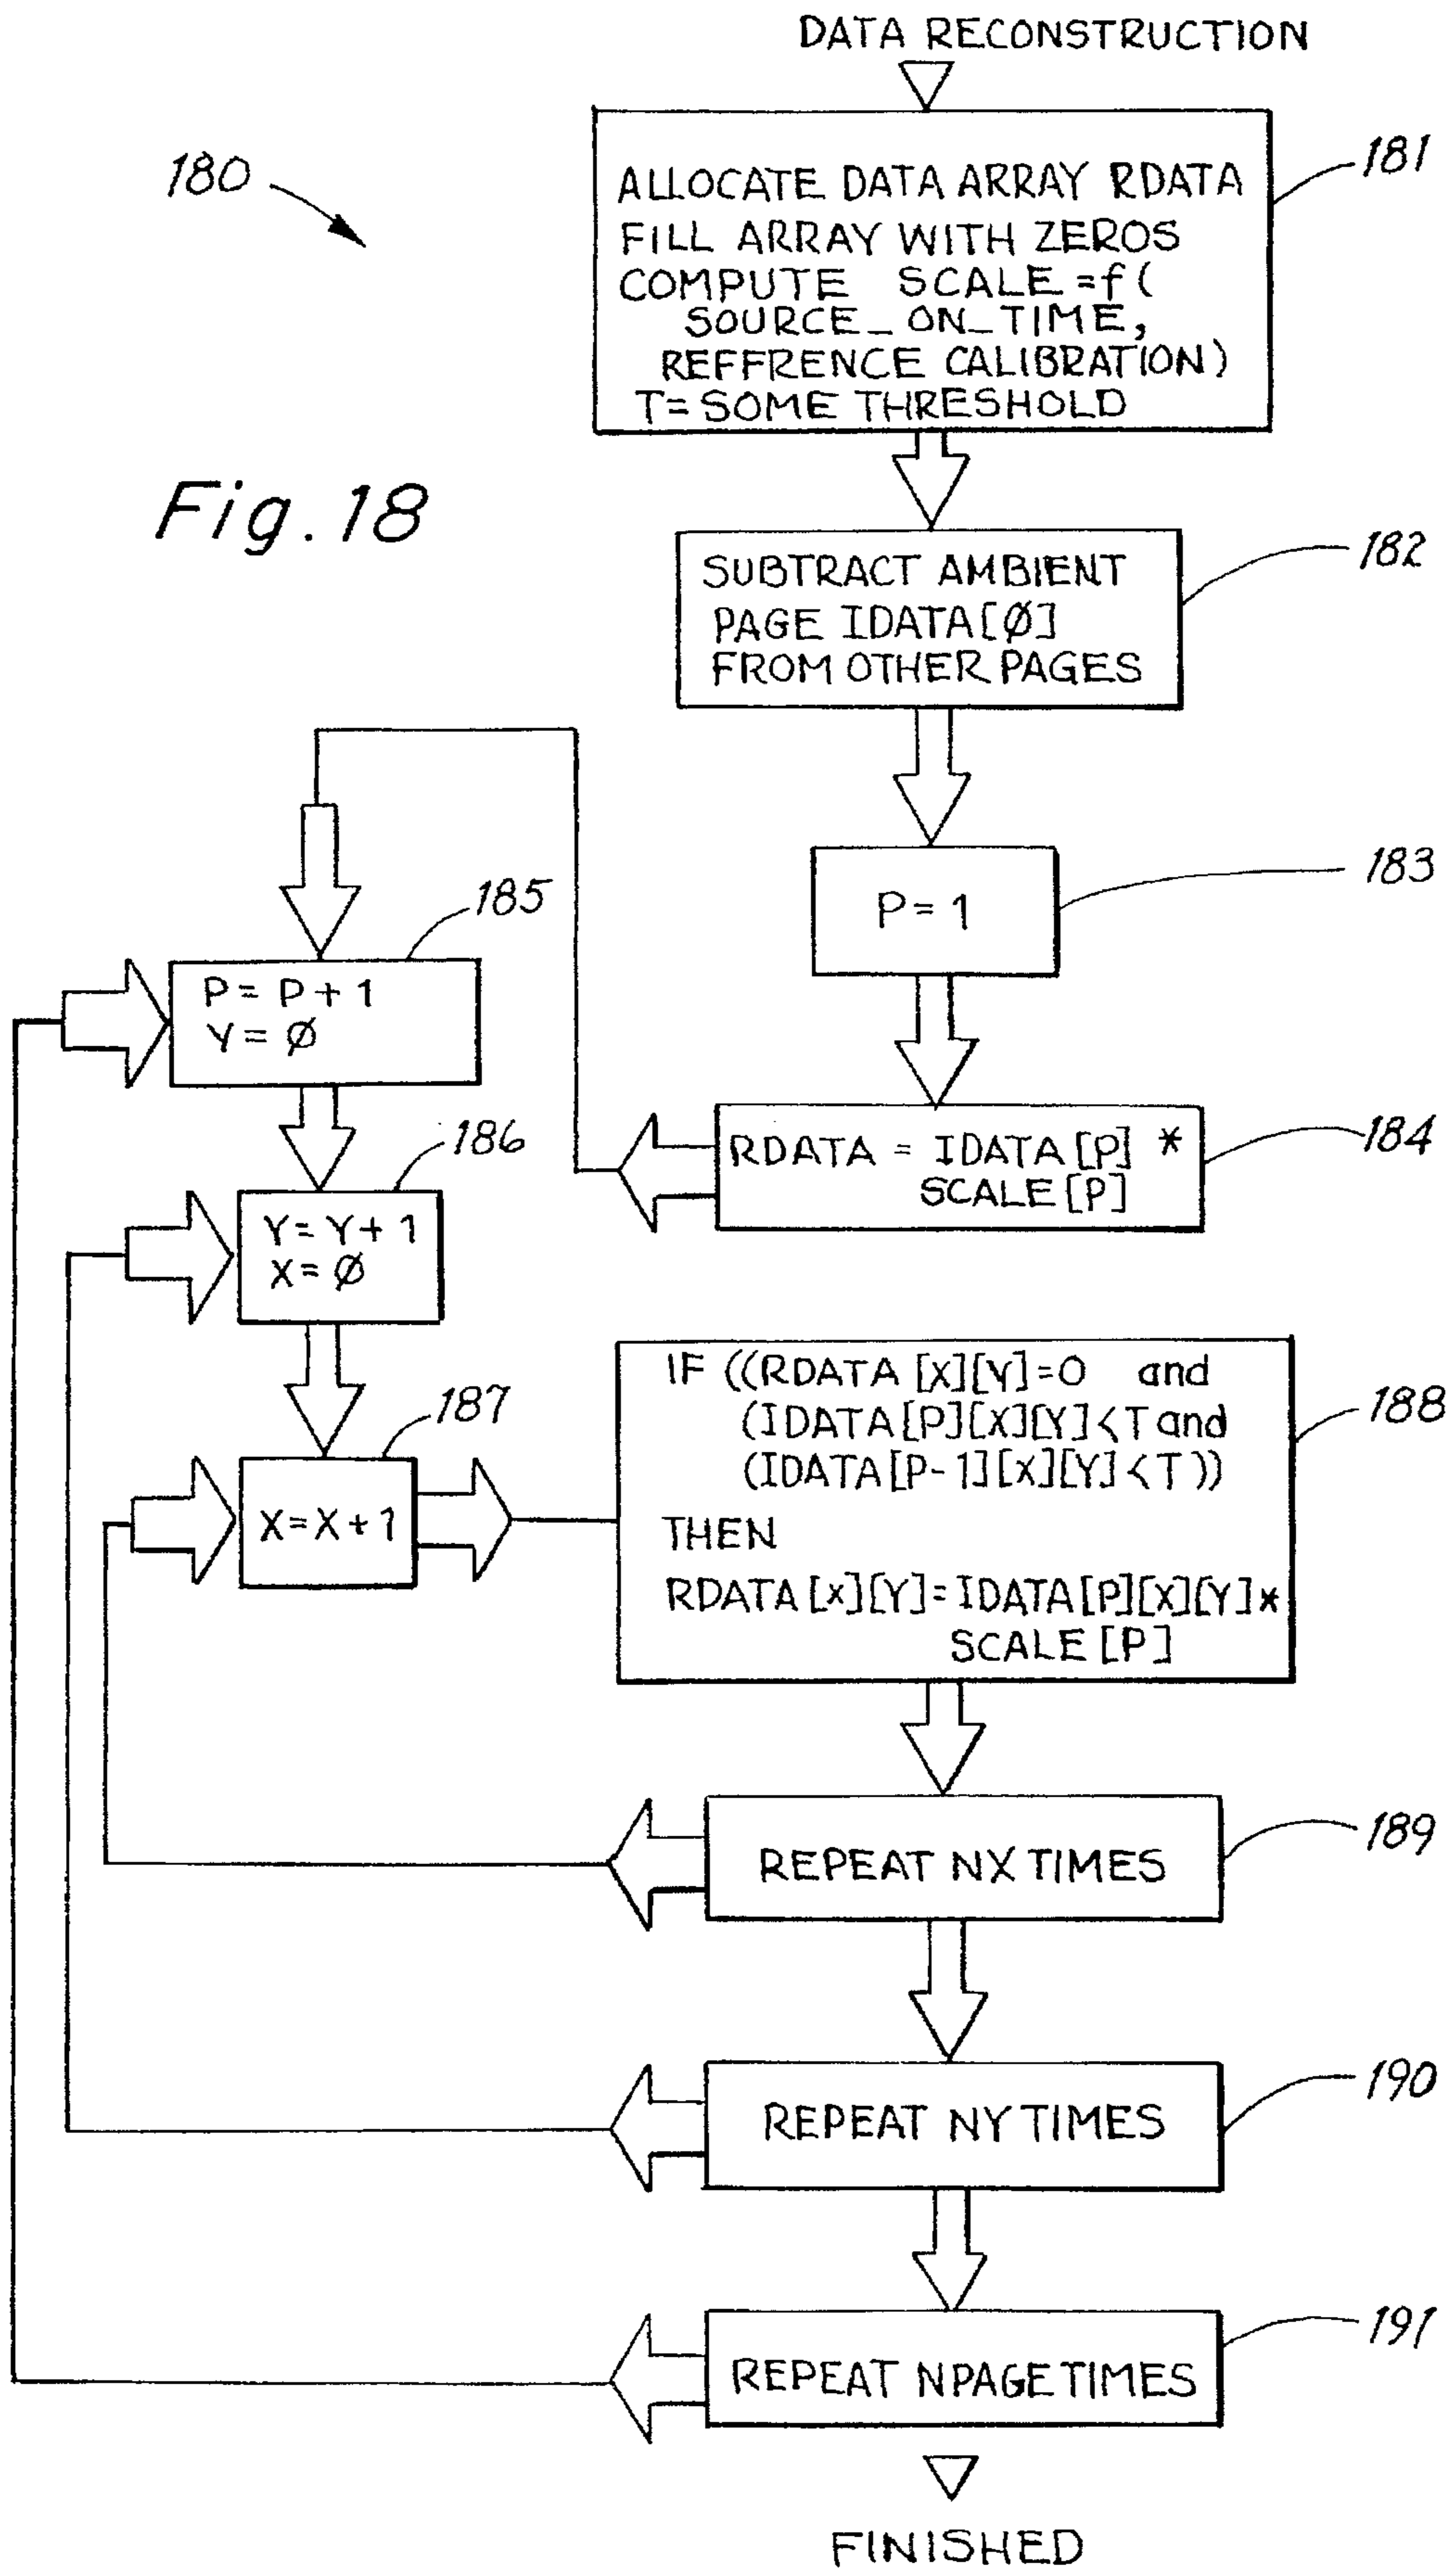 DATA RECONSTRUCTION
180
181
ALLOCATE DATA ARRAY RDATA
FILL ARRAY WITH ZEROS
COMPUTE SCALE = f (
SOURCE_ON_TIME,
REFFRENCE CALIBRATION)
T= SOME THRESHOLD
Fig. 18
182
SUBTRACT AMBIENT
PAGE IDATA[Ø]
FROM OTHER PAGES
183
P = 1
184
RDATA = IDATA [P] *
SCALE [P]
185
P = P + 1
Y = Ø
186
Y = Y + 1
X = Ø
187
X = X + 1
188
IF ((RDATA [X][Y]=0 and
(IDATA[P][X][Y]<T and
(IDATA[P-1][X][Y]<T))
THEN
RDATA[X][Y]=IDATA[P][X][Y]*
SCALE [P]
189
REPEAT NX TIMES
190
REPEAT NY TIMES
191
REPEAT NPAGE TIMES
FINISHED